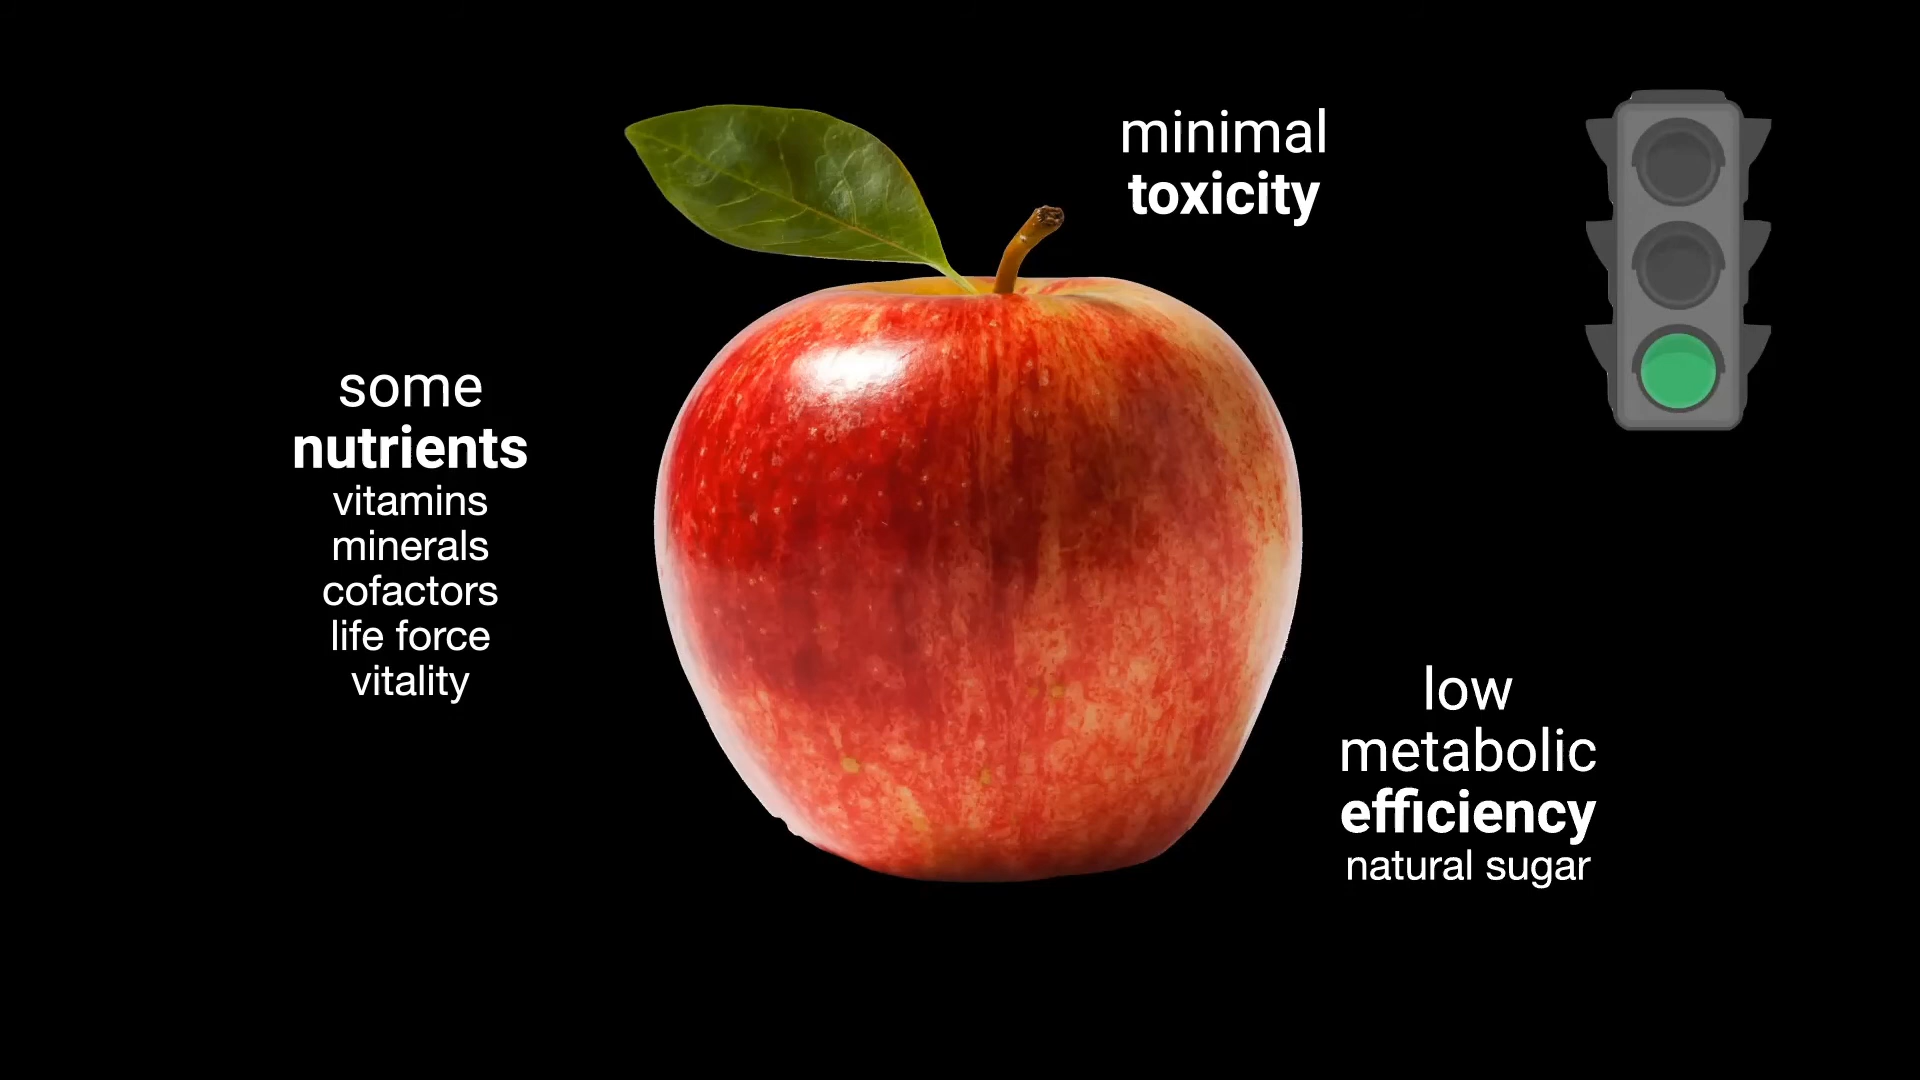 minimal
toxicity
some
nutrients
vitamins
minerals
cofactors
life force
vitality
low
metabolic
efficiency
natural sugar